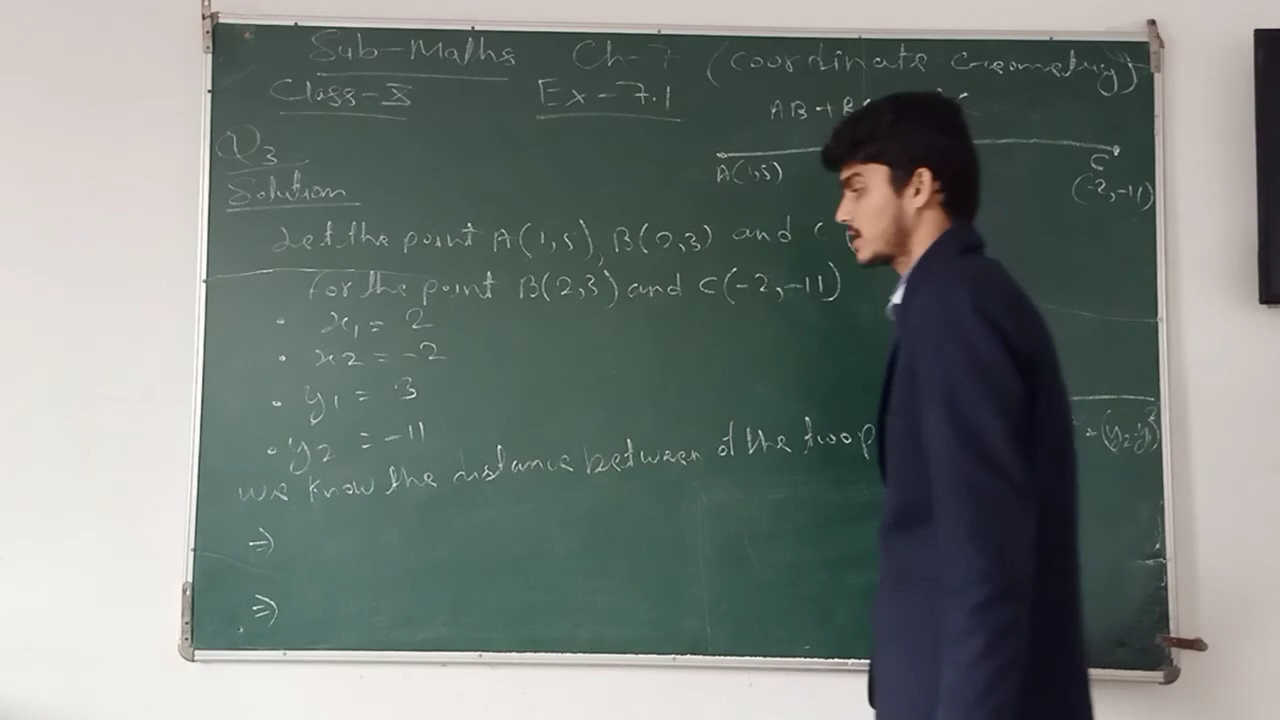 Sub-Maths Ch-7 (Coordinate Geometry)
Class-X Ex-7.1
AB + B
Q3
A(1,5) C
(-2,-11)
Solution
Let the point A(1,5), B(2,3) and C
For the point B(2,3) and C(-2,-11)
• x1 = 2
• x2 = -2
• y1 = 3
• y2 = -11
we know the distance between of the two p
(y2-y
⇒
⇒